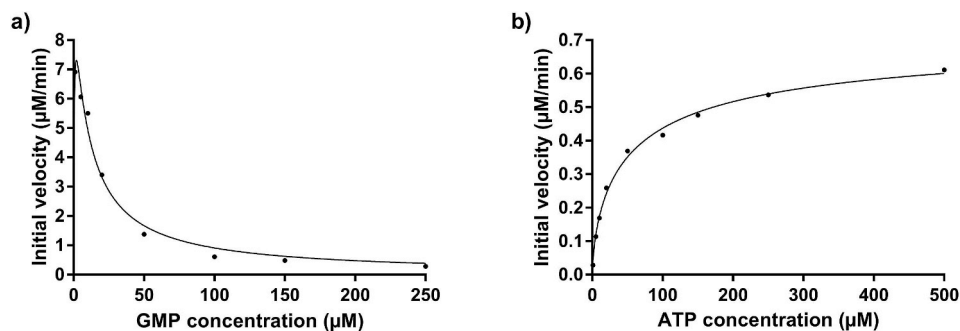 a)
Initial velocity (µM/min)
8
7
6
5
4
3
2
1
0
0 50 100 150 200 250
GMP concentration (µM)
b)
Initial velocity (µM/min)
0.7
0.6
0.5
0.4
0.3
0.2
0.1
0.0
0 100 200 300 400 500
ATP concentration (µM)